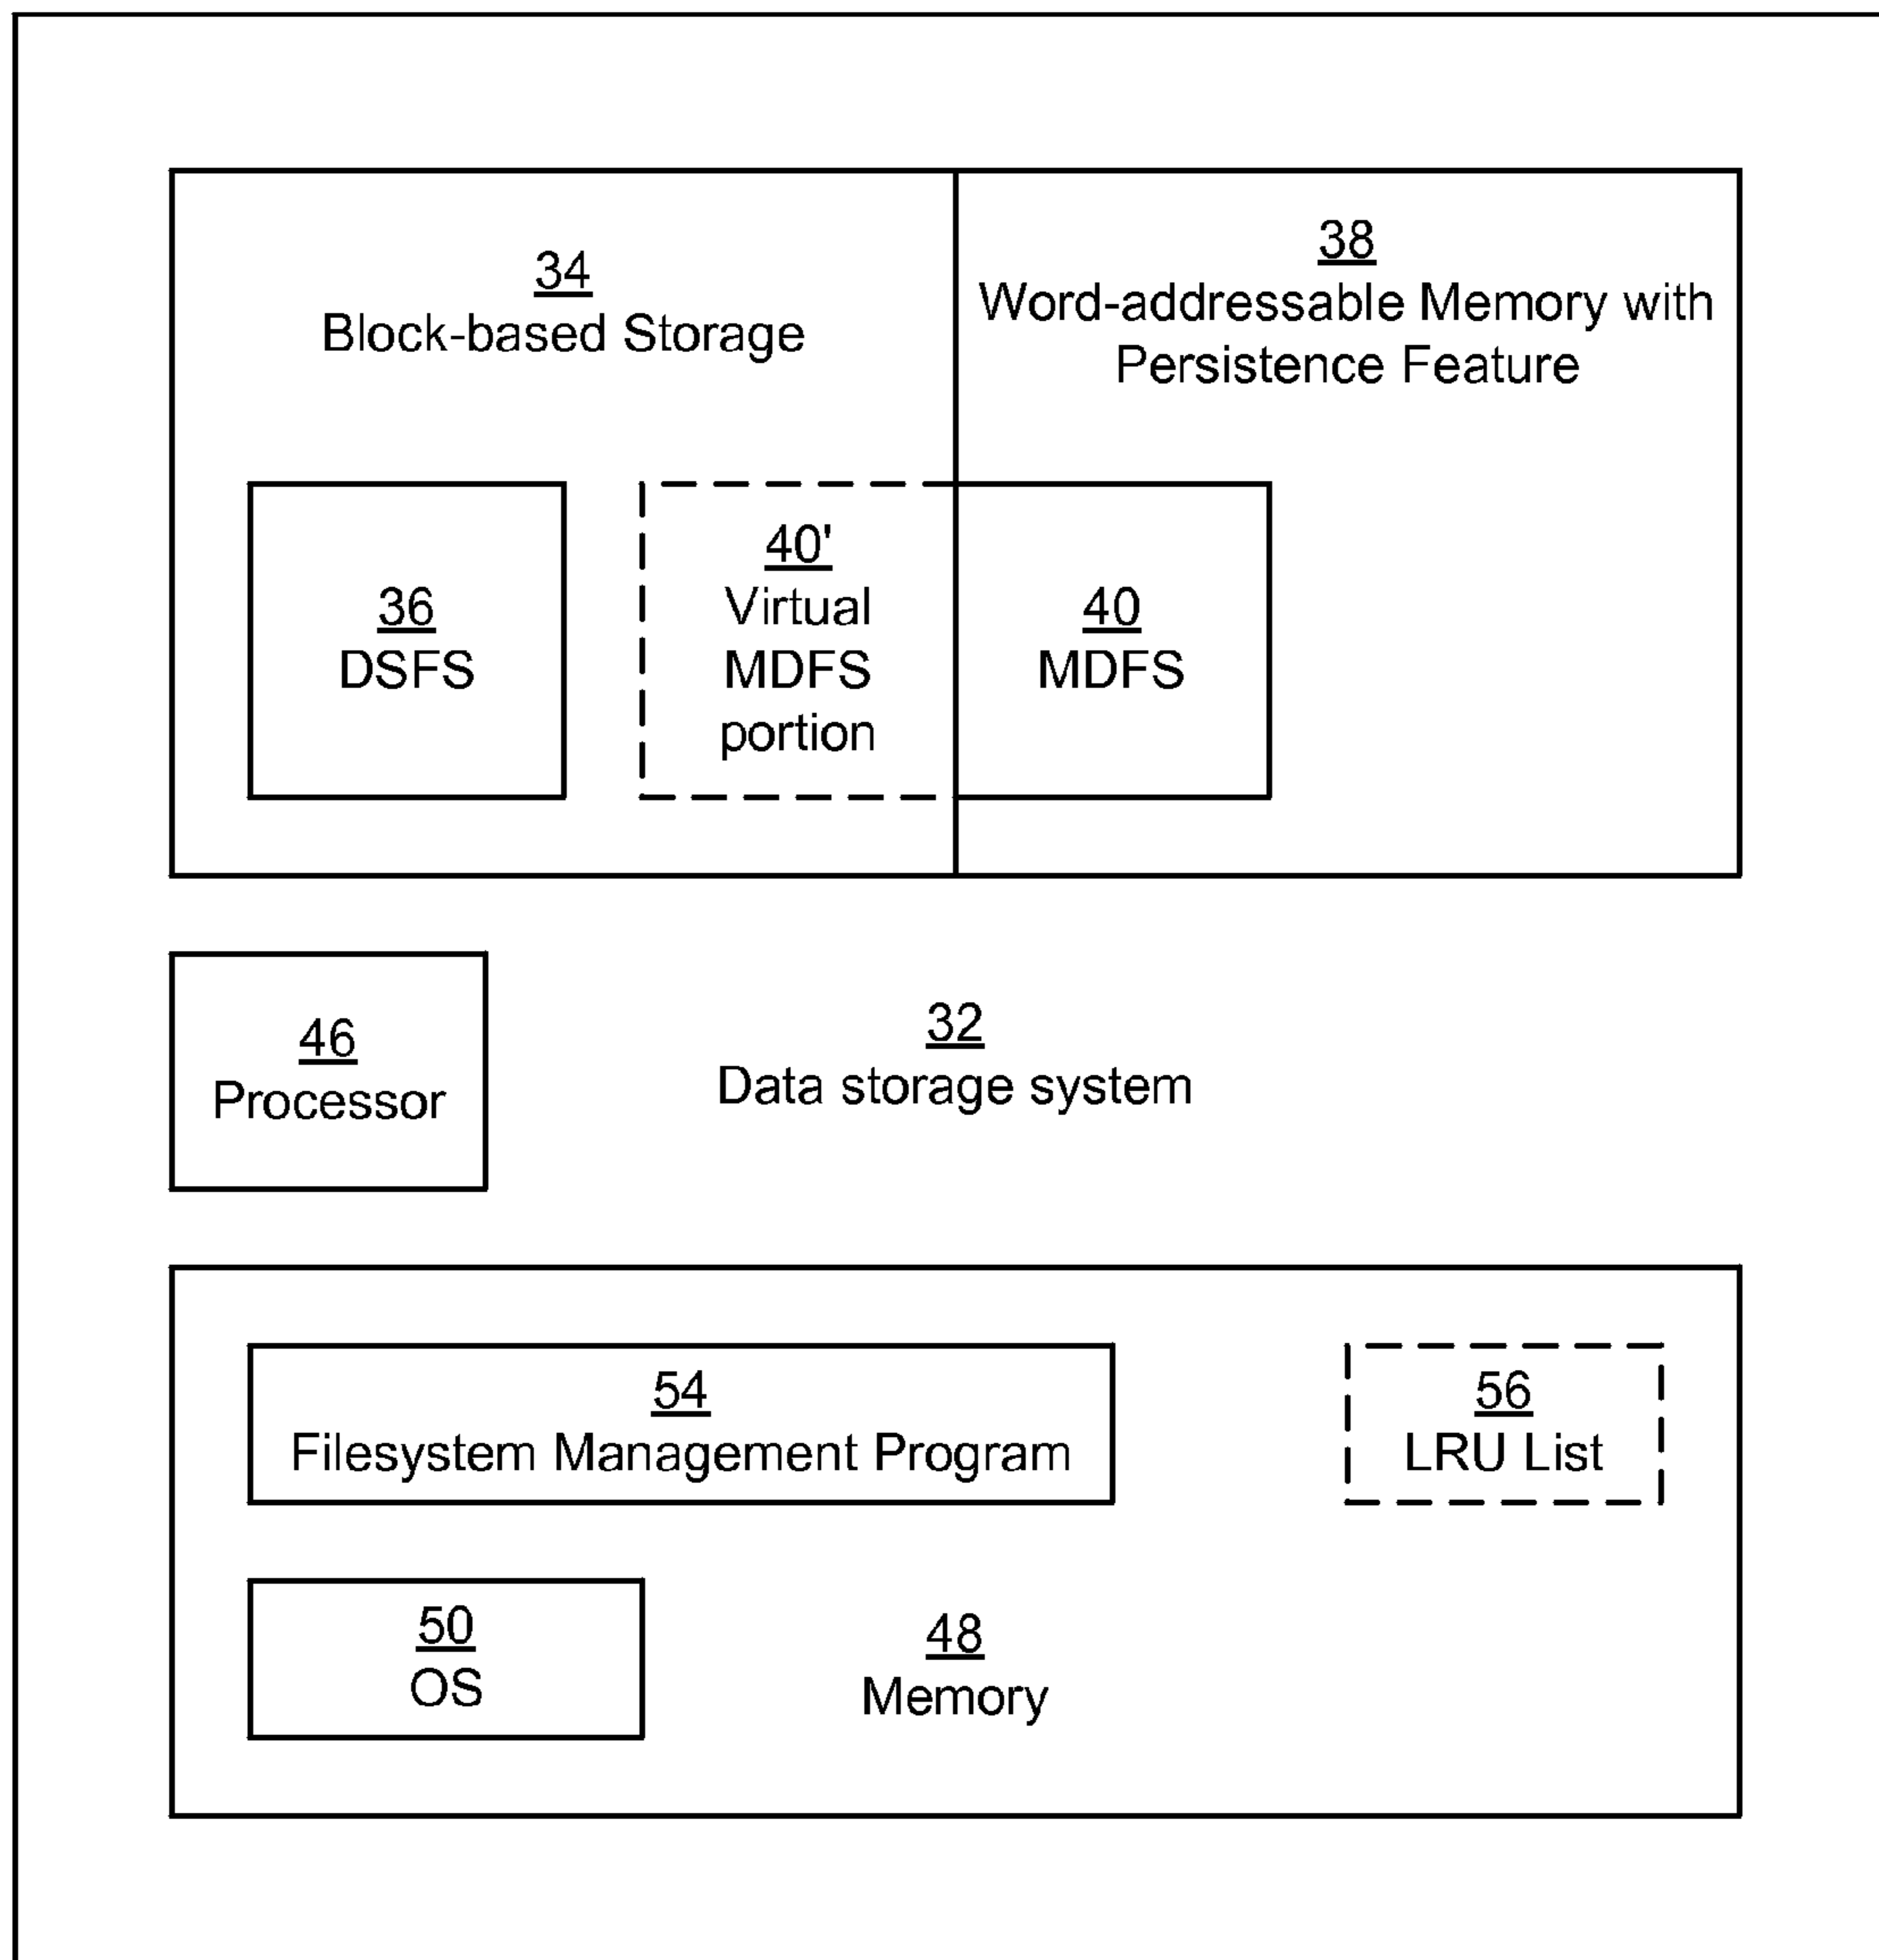 34
Block-based Storage
38
Word-addressable Memory with
Persistence Feature
36
DSFS
40'
Virtual
MDFS
portion
40
MDFS
46
Processor
32
Data storage system
54
Filesystem Management Program
56
LRU List
50
OS
48
Memory